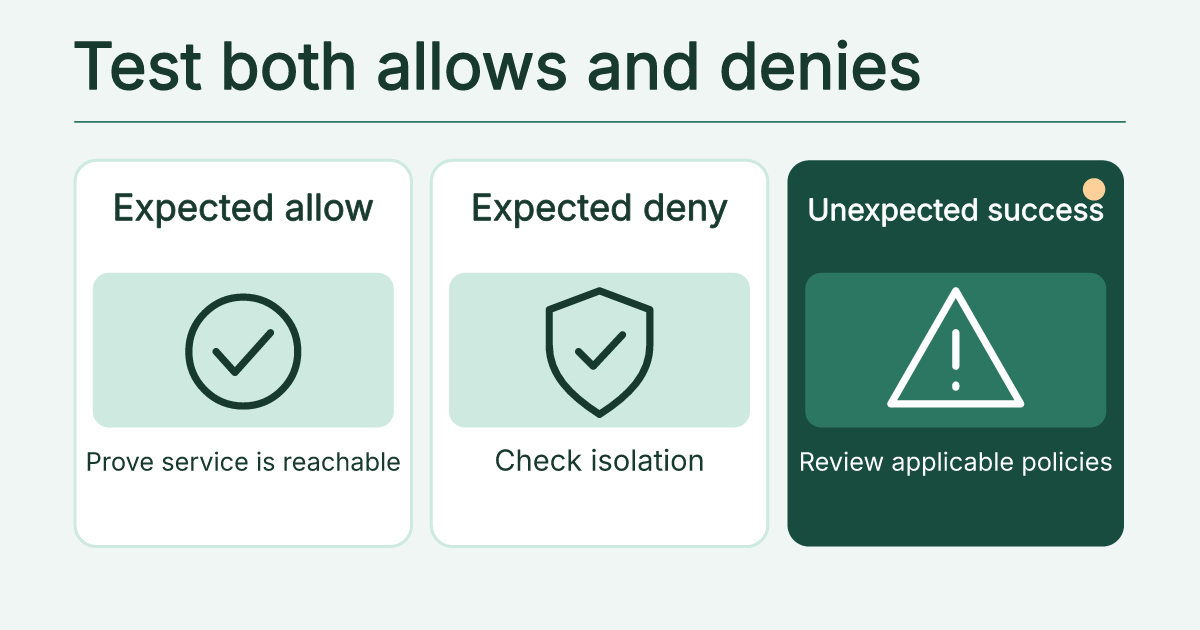 Test both allows and denies
Expected allow
Prove service is reachable
Expected deny
Check isolation
Unexpected success
Review applicable policies